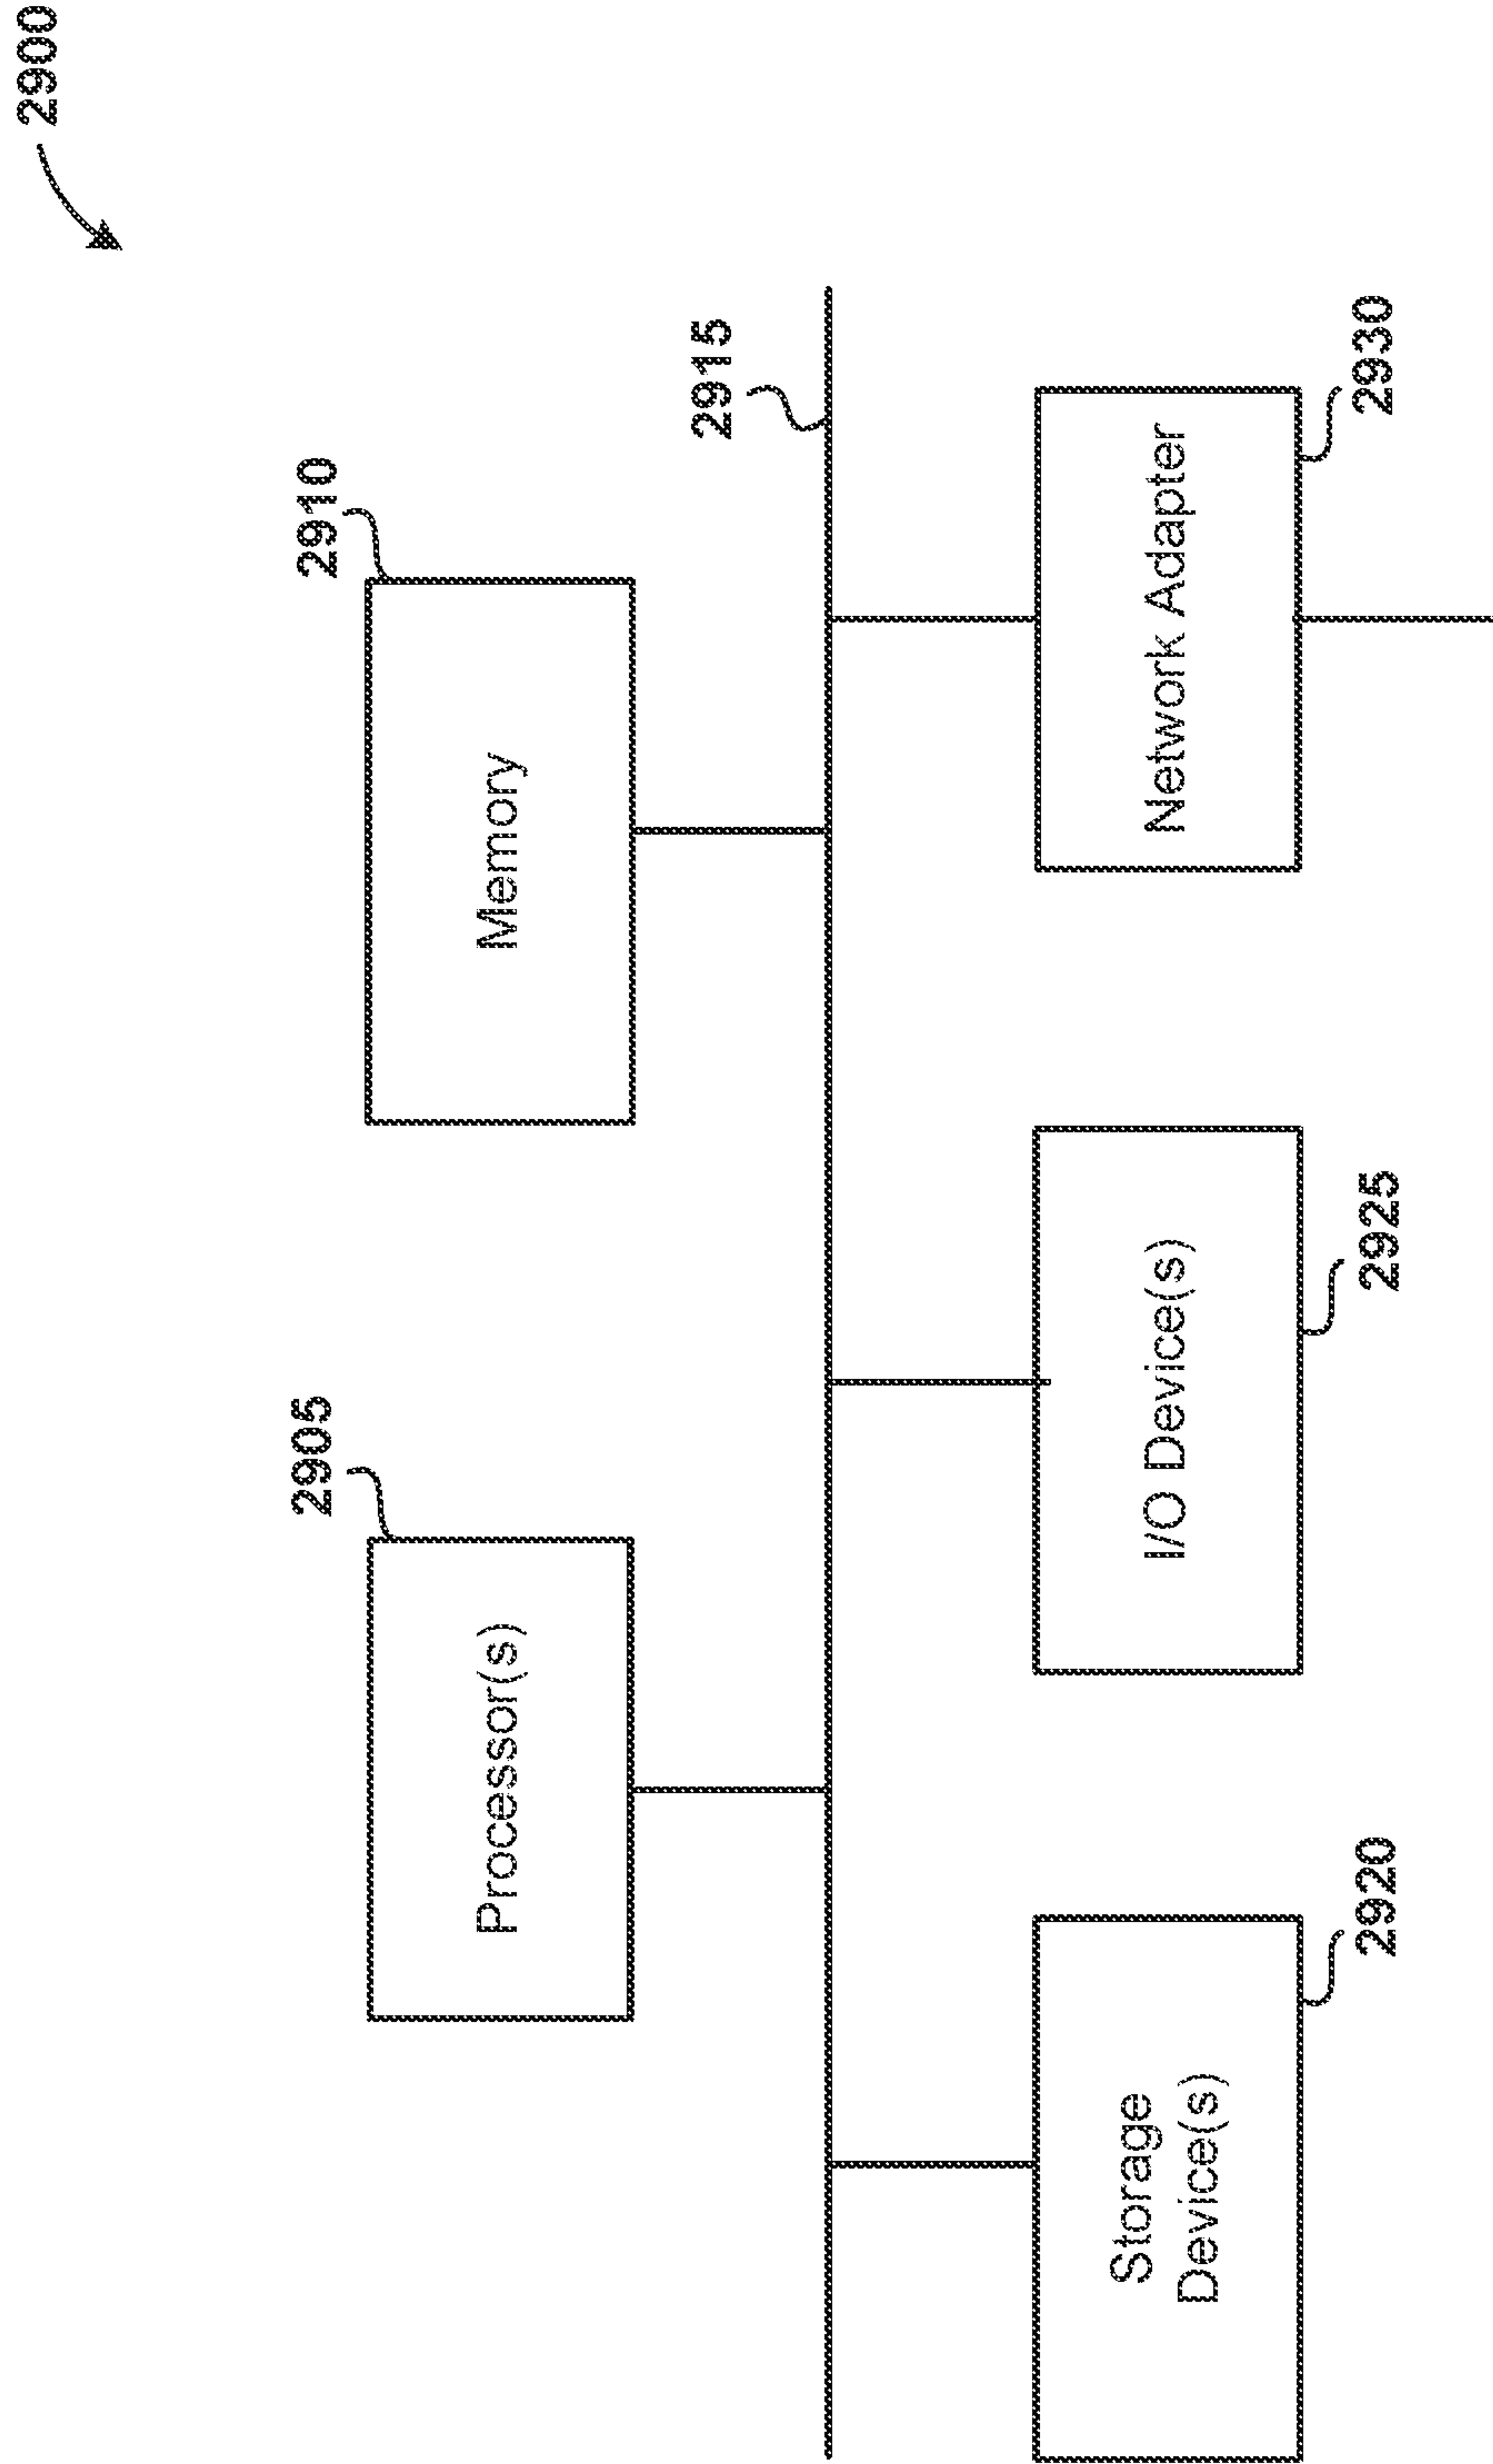 2900
2905
Processor(s)
2910
Memory
2915
Storage
Device(s)
2920
I/O Device(s)
2925
Network Adapter
2930